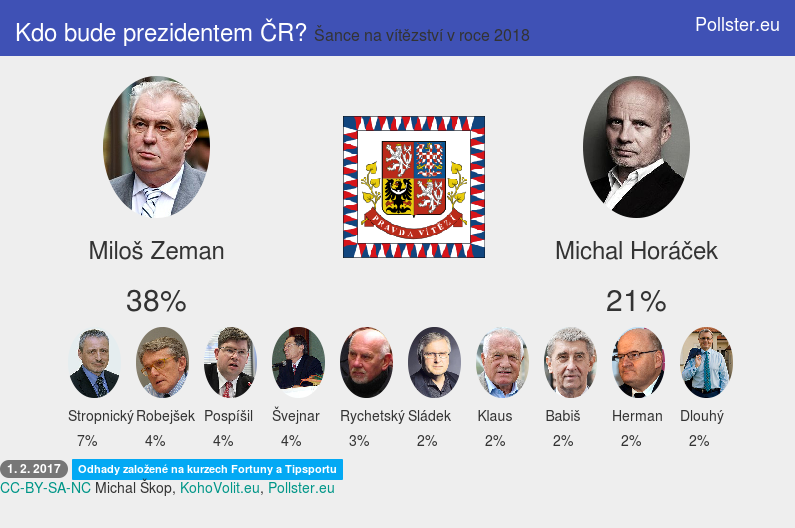 Kdo bude prezidentem ČR? Šance na vítězství v roce 2018
Pollster.eu
PRAVDA VÍTĚZÍ
Miloš Zeman
Michal Horáček
38%
21%
Stropnický Robejšek Pospíšil Švejnar Rychetský Sládek Klaus Babiš Herman Dlouhý
7% 4% 4% 4% 3% 2% 2% 2% 2% 2%
1. 2. 2017 Odhady založené na kurzech Fortuny a Tipsportu
CC-BY-SA-NC Michal Škop, KohoVolit.eu, Pollster.eu